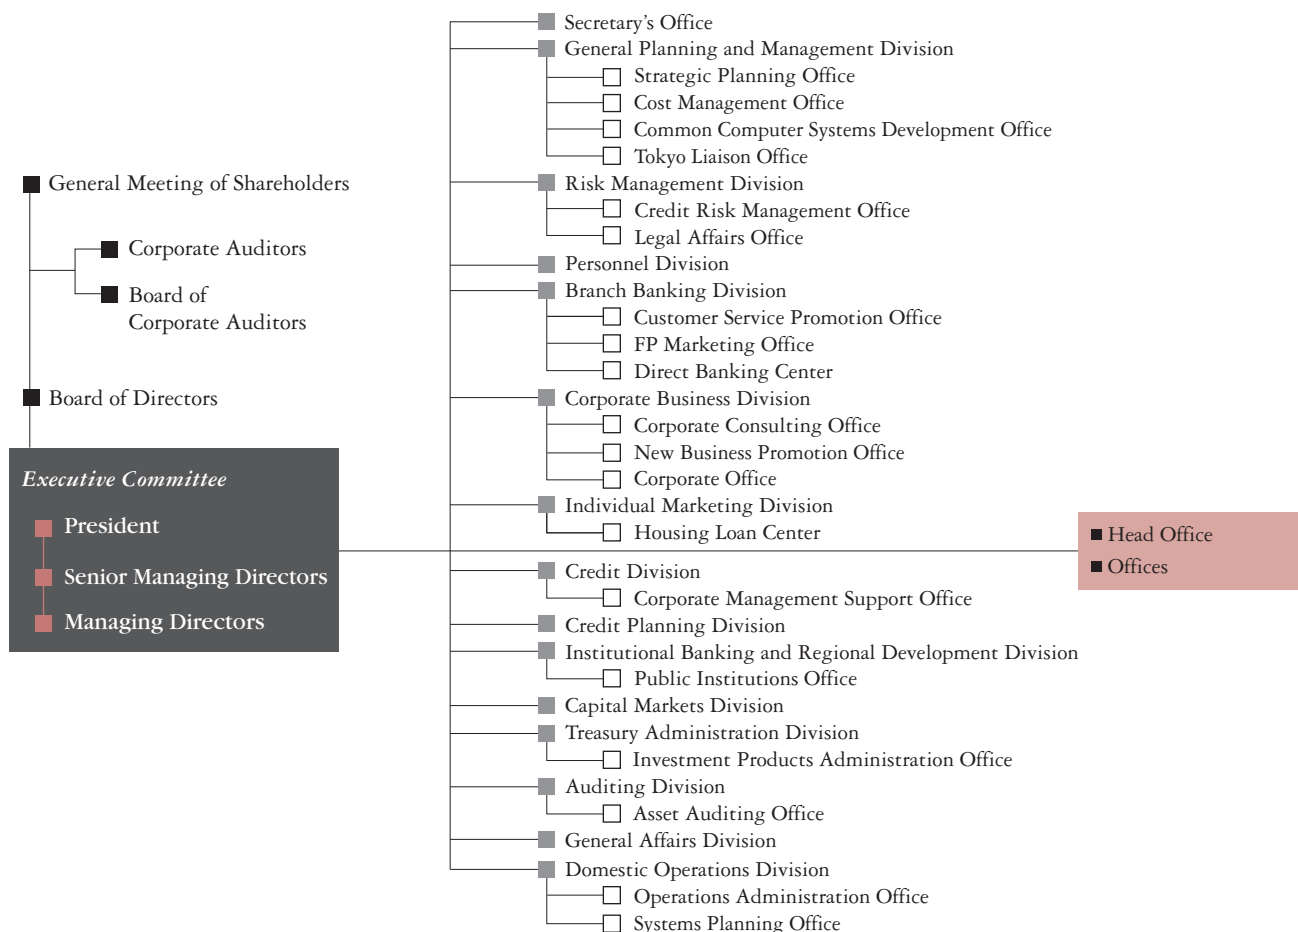 General Meeting of Shareholders
Corporate Auditors
Board of
Corporate Auditors
Board of Directors
Executive Committee
President
Senior Managing Directors
Managing Directors
Secretary’s Office
General Planning and Management Division
Strategic Planning Office
Cost Management Office
Common Computer Systems Development Office
Tokyo Liaison Office
Risk Management Division
Credit Risk Management Office
Legal Affairs Office
Personnel Division
Branch Banking Division
Customer Service Promotion Office
FP Marketing Office
Direct Banking Center
Corporate Business Division
Corporate Consulting Office
New Business Promotion Office
Corporate Office
Individual Marketing Division
Housing Loan Center
Credit Division
Corporate Management Support Office
Credit Planning Division
Institutional Banking and Regional Development Division
Public Institutions Office
Capital Markets Division
Treasury Administration Division
Investment Products Administration Office
Auditing Division
Asset Auditing Office
General Affairs Division
Domestic Operations Division
Operations Administration Office
Systems Planning Office
Head Office
Offices